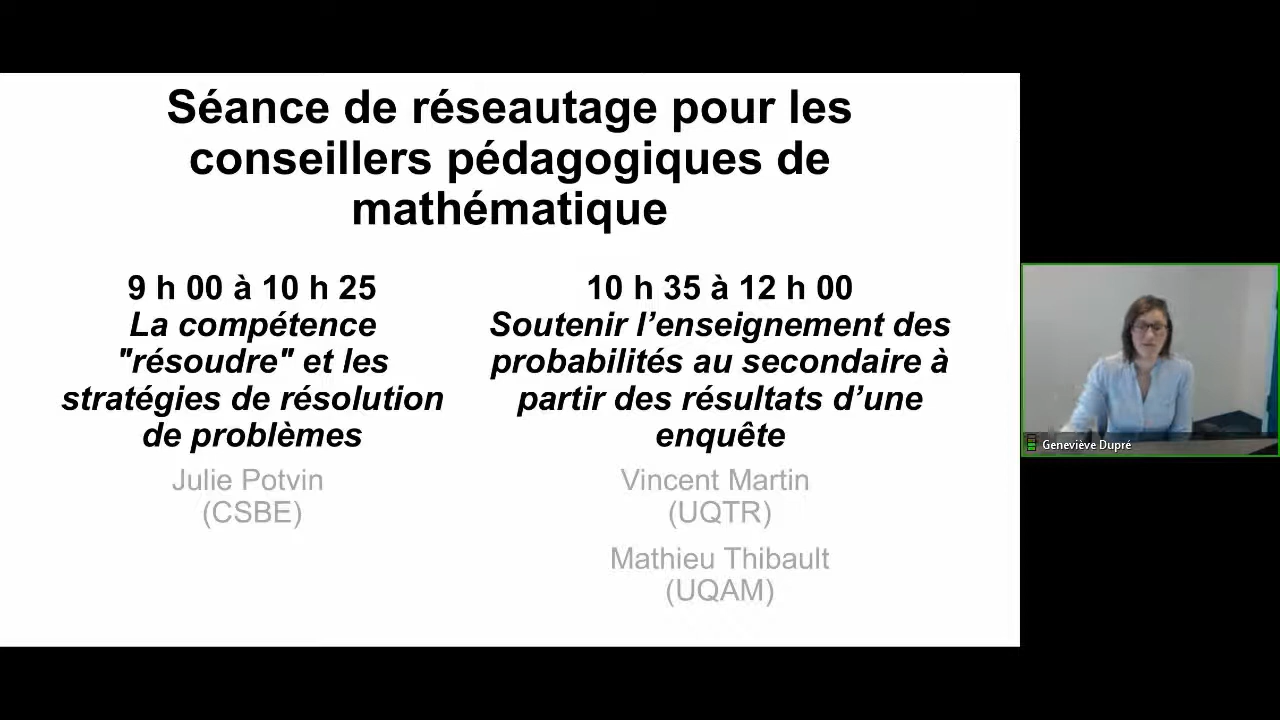 Séance de réseautage pour les
conseillers pédagogiques de
mathématique
9 h 00 à 10 h 25
La compétence
"résoudre" et les
stratégies de résolution
de problèmes
Julie Potvin
(CSBE)
10 h 35 à 12 h 00
Soutenir l’enseignement des
probabilités au secondaire à
partir des résultats d’une
enquête
Vincent Martin
(UQTR)
Mathieu Thibault
(UQAM)
Geneviève Dupré